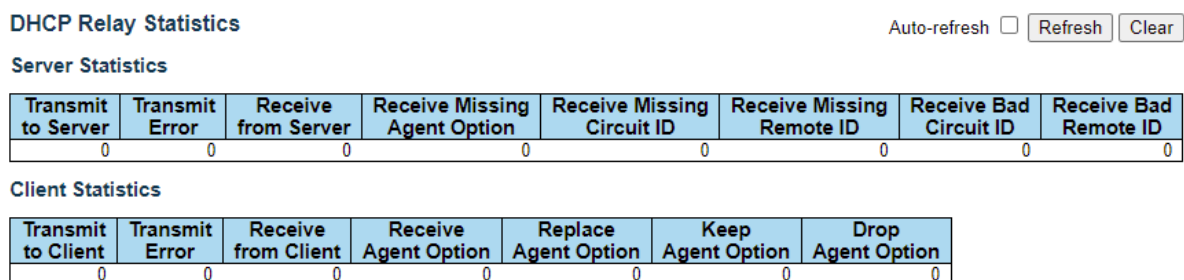 DHCP Relay Statistics
Auto-refresh Refresh Clear
Server Statistics
Transmit to Server Transmit Error Receive from Server Receive Missing Agent Option Receive Missing Circuit ID Receive Missing Remote ID Receive Bad Circuit ID Receive Bad Remote ID
0 0 0 0 0 0 0 0
Client Statistics
Transmit to Client Transmit Error Receive from Client Receive Agent Option Replace Agent Option Keep Agent Option Drop Agent Option
0 0 0 0 0 0 0